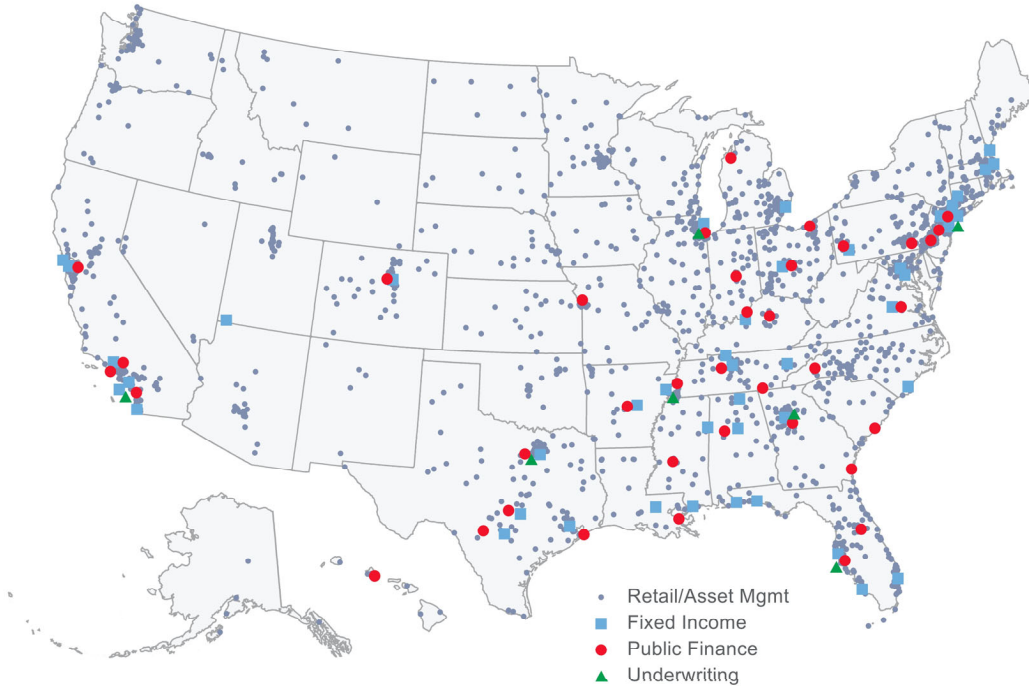 Retail/Asset Mgmt
Fixed Income
Public Finance
Underwriting